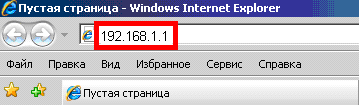 Пустая страница - Windows Internet Explorer
192.168.1.1
Файл Правка Вид Избранное Сервис Справка
Пустая страница